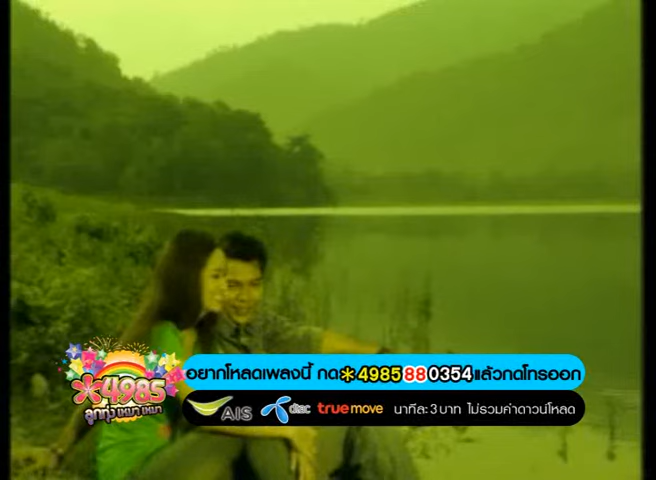 อยากโหลดเพลงนี้ กด✱4985880354แล้วกดโทรออก
✱4985
ลูกทุ่ง เหมา เหมา
AIS dtac truemove นาทีละ 3 บาท ไม่รวมค่าดาวน์โหลด